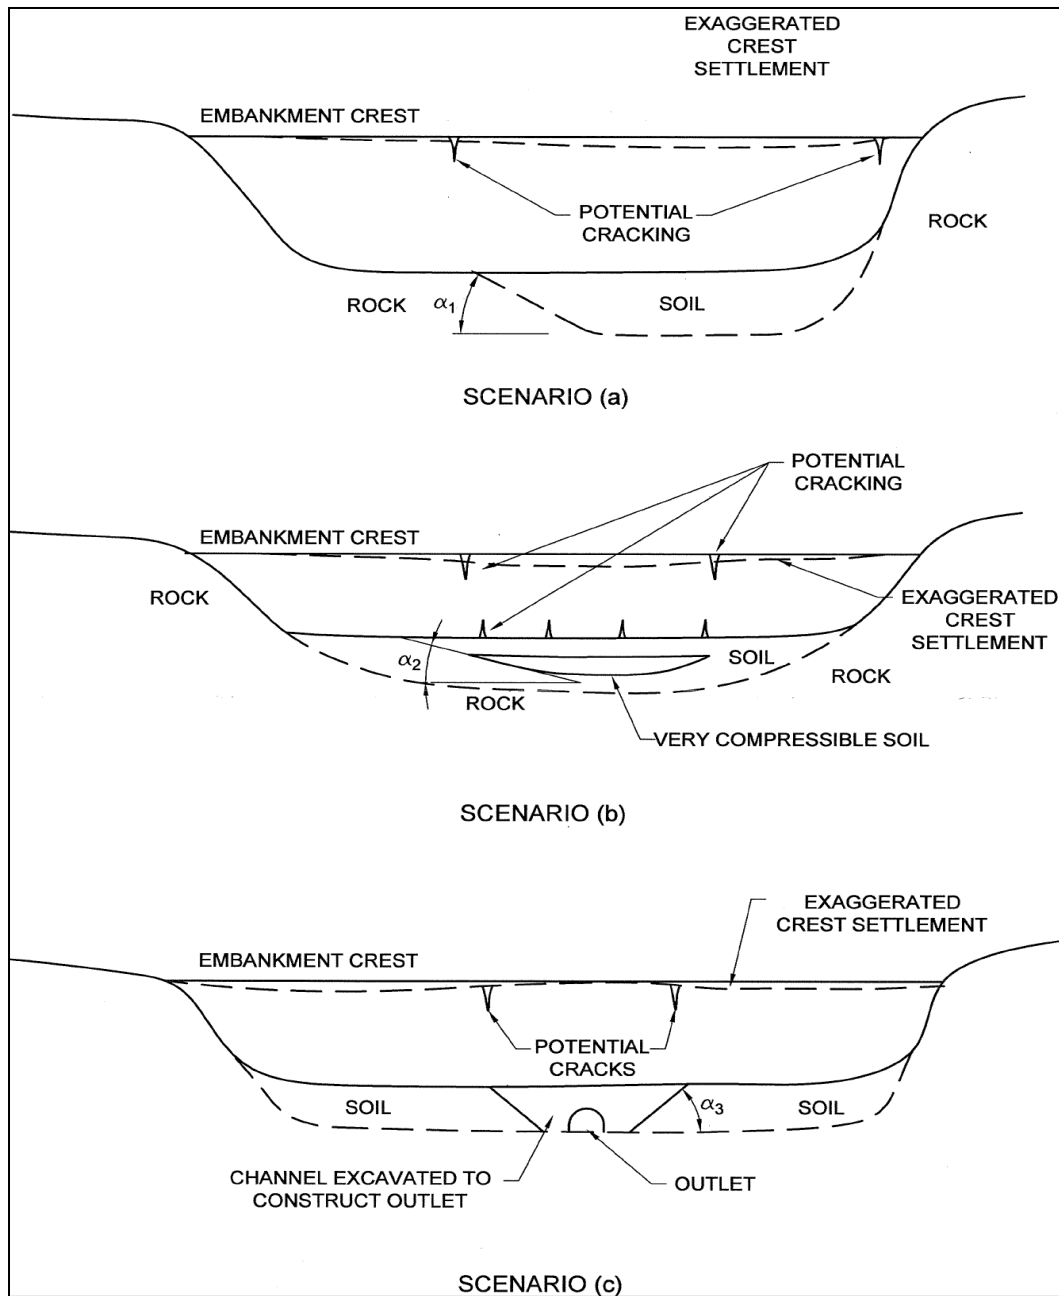 EXAGGERATED
CREST
SETTLEMENT
EMBANKMENT CREST
POTENTIAL
CRACKING
ROCK
ROCK
α1
SOIL
SCENARIO (a)
POTENTIAL
CRACKING
EMBANKMENT CREST
ROCK
EXAGGERATED
CREST
SETTLEMENT
α2
SOIL
ROCK
ROCK
VERY COMPRESSIBLE SOIL
SCENARIO (b)
EXAGGERATED
CREST SETTLEMENT
EMBANKMENT CREST
POTENTIAL
CRACKS
SOIL
α3
SOIL
CHANNEL EXCAVATED TO
CONSTRUCT OUTLET
OUTLET
SCENARIO (c)